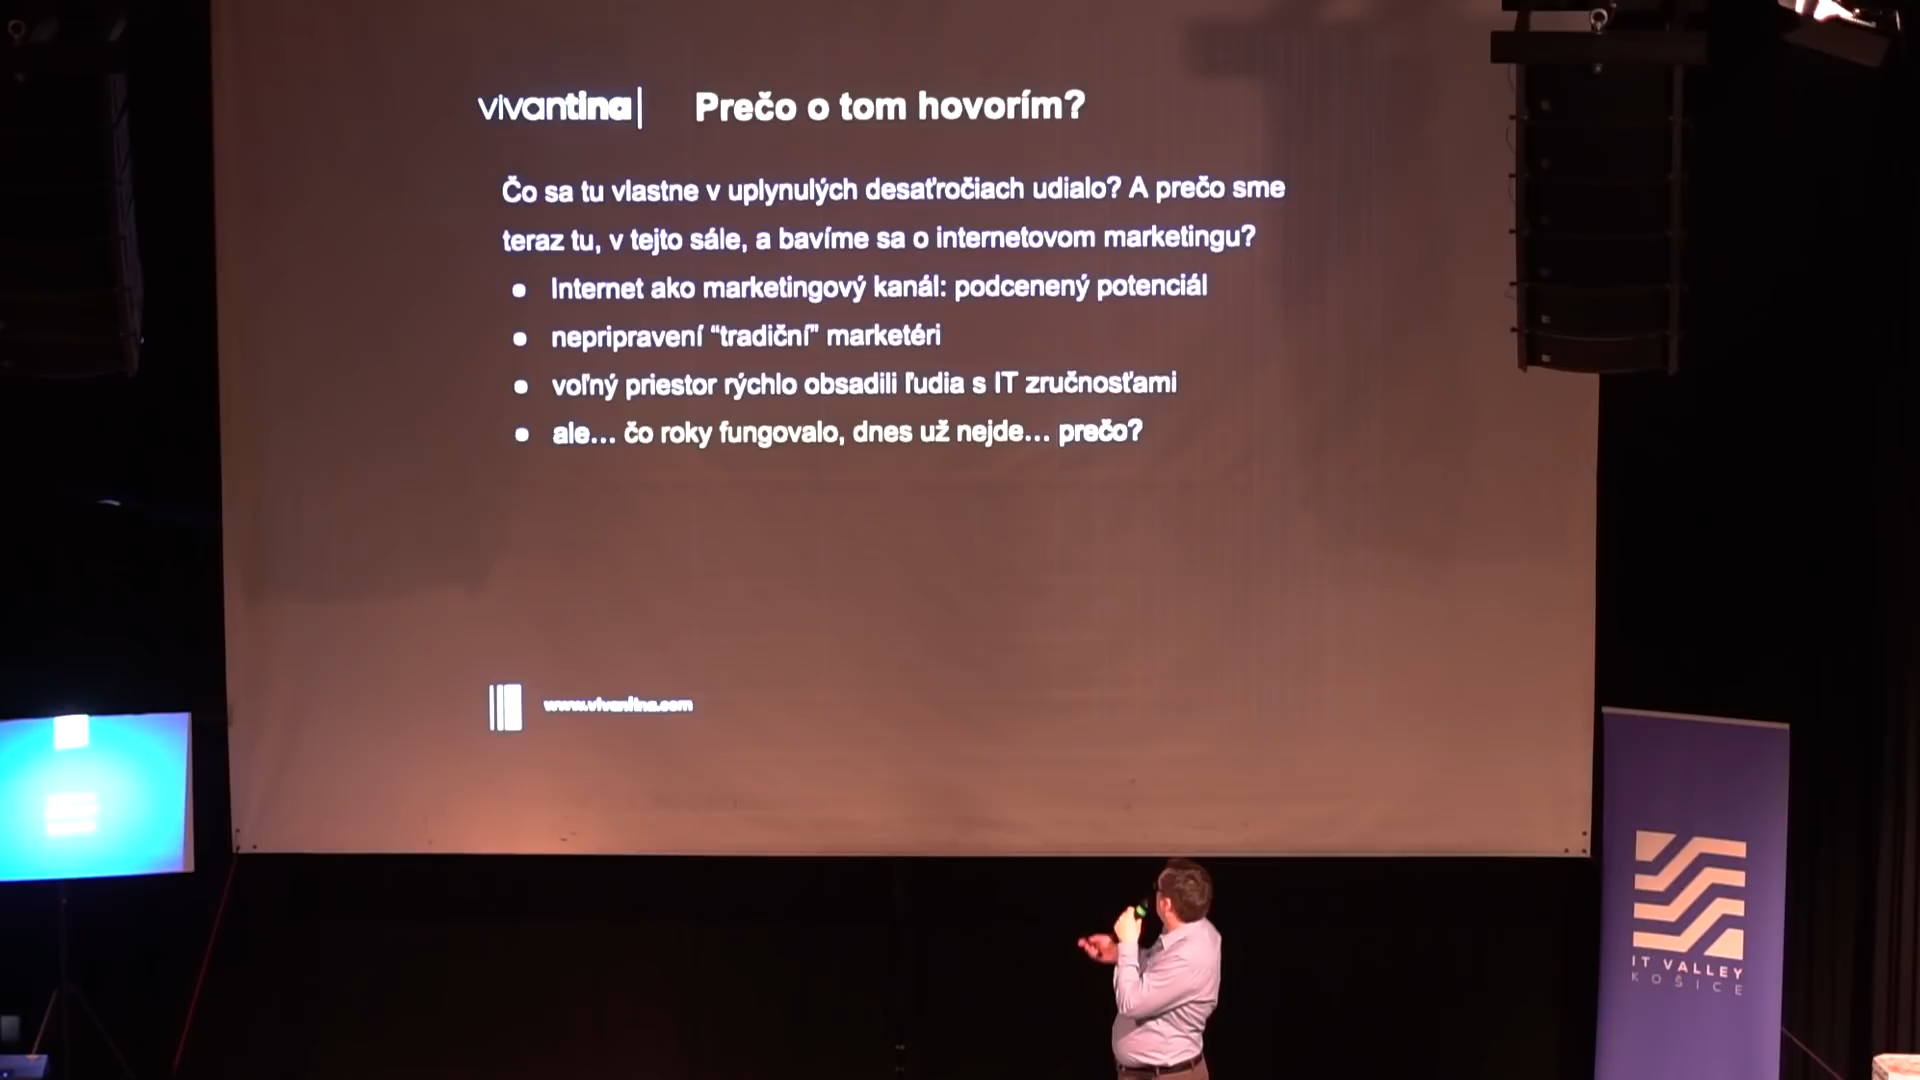 vivantina|
Prečo o tom hovorím?
Čo sa tu vlastne v uplynulých desaťročiach udialo? A prečo sme
teraz tu, v tejto sále, a bavíme sa o internetovom marketingu?
● Internet ako marketingový kanál: podcenený potenciál
● nepripravení “tradiční” marketéri
● voľný priestor rýchlo obsadili ľudia s IT zručnosťami
● ale... čo roky fungovalo, dnes už nejde... prečo?
www.vivantina.com
IT VALLEY
KOŠICE